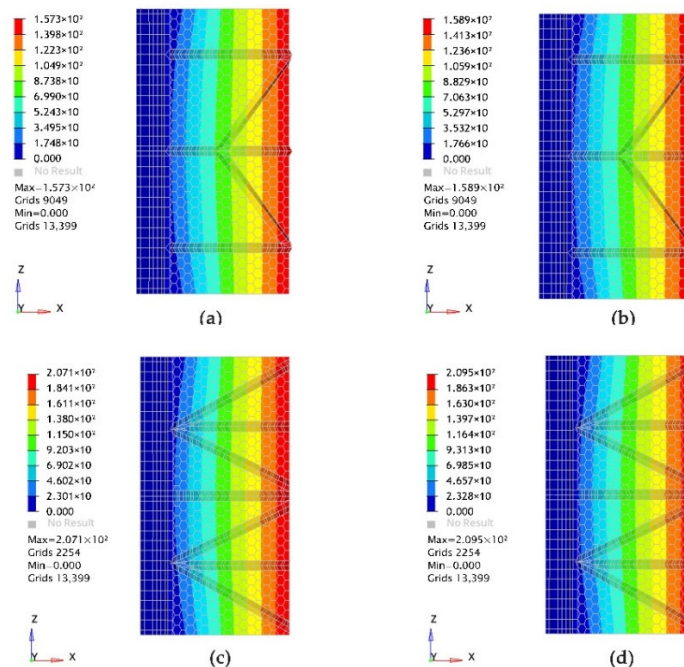 1.573×10²
1.398×10²
1.223×10²
1.049×10²
8.738×10
6.990×10
5.243×10
3.495×10
1.748×10
0.000
No Result
Max=1.573×10²
Grids 9049
Min=0.000
Grids 13,399
Z
Y
X
(a)
1.589×10²
1.413×10²
1.236×10²
1.059×10²
8.829×10
7.063×10
5.297×10
3.532×10
1.766×10
0.000
No Result
Max=1.589×10²
Grids 9049
Min=0.000
Grids 13,399
Z
Y
X
(b)
2.071×10²
1.841×10²
1.611×10²
1.380×10²
1.150×10²
9.203×10
6.902×10
4.602×10
2.301×10
0.000
No Result
Max=2.071×10²
Grids 2254
Min=0.000
Grids 13,399
Z
Y
X
(c)
2.095×10²
1.863×10²
1.630×10²
1.397×10²
1.164×10²
9.313×10
6.985×10
4.657×10
2.328×10
0.000
No Result
Max=2.095×10²
Grids 2254
Min=0.000
Grids 13,399
Z
Y
X
(d)